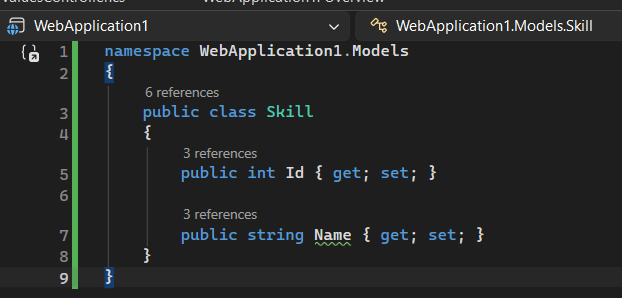 WebApplication1
WebApplication1.Models.Skill
1 namespace WebApplication1.Models
2 {
6 references
3 public class Skill
4 {
3 references
5 public int Id { get; set; }
6
3 references
7 public string Name { get; set; }
8 }
9 }